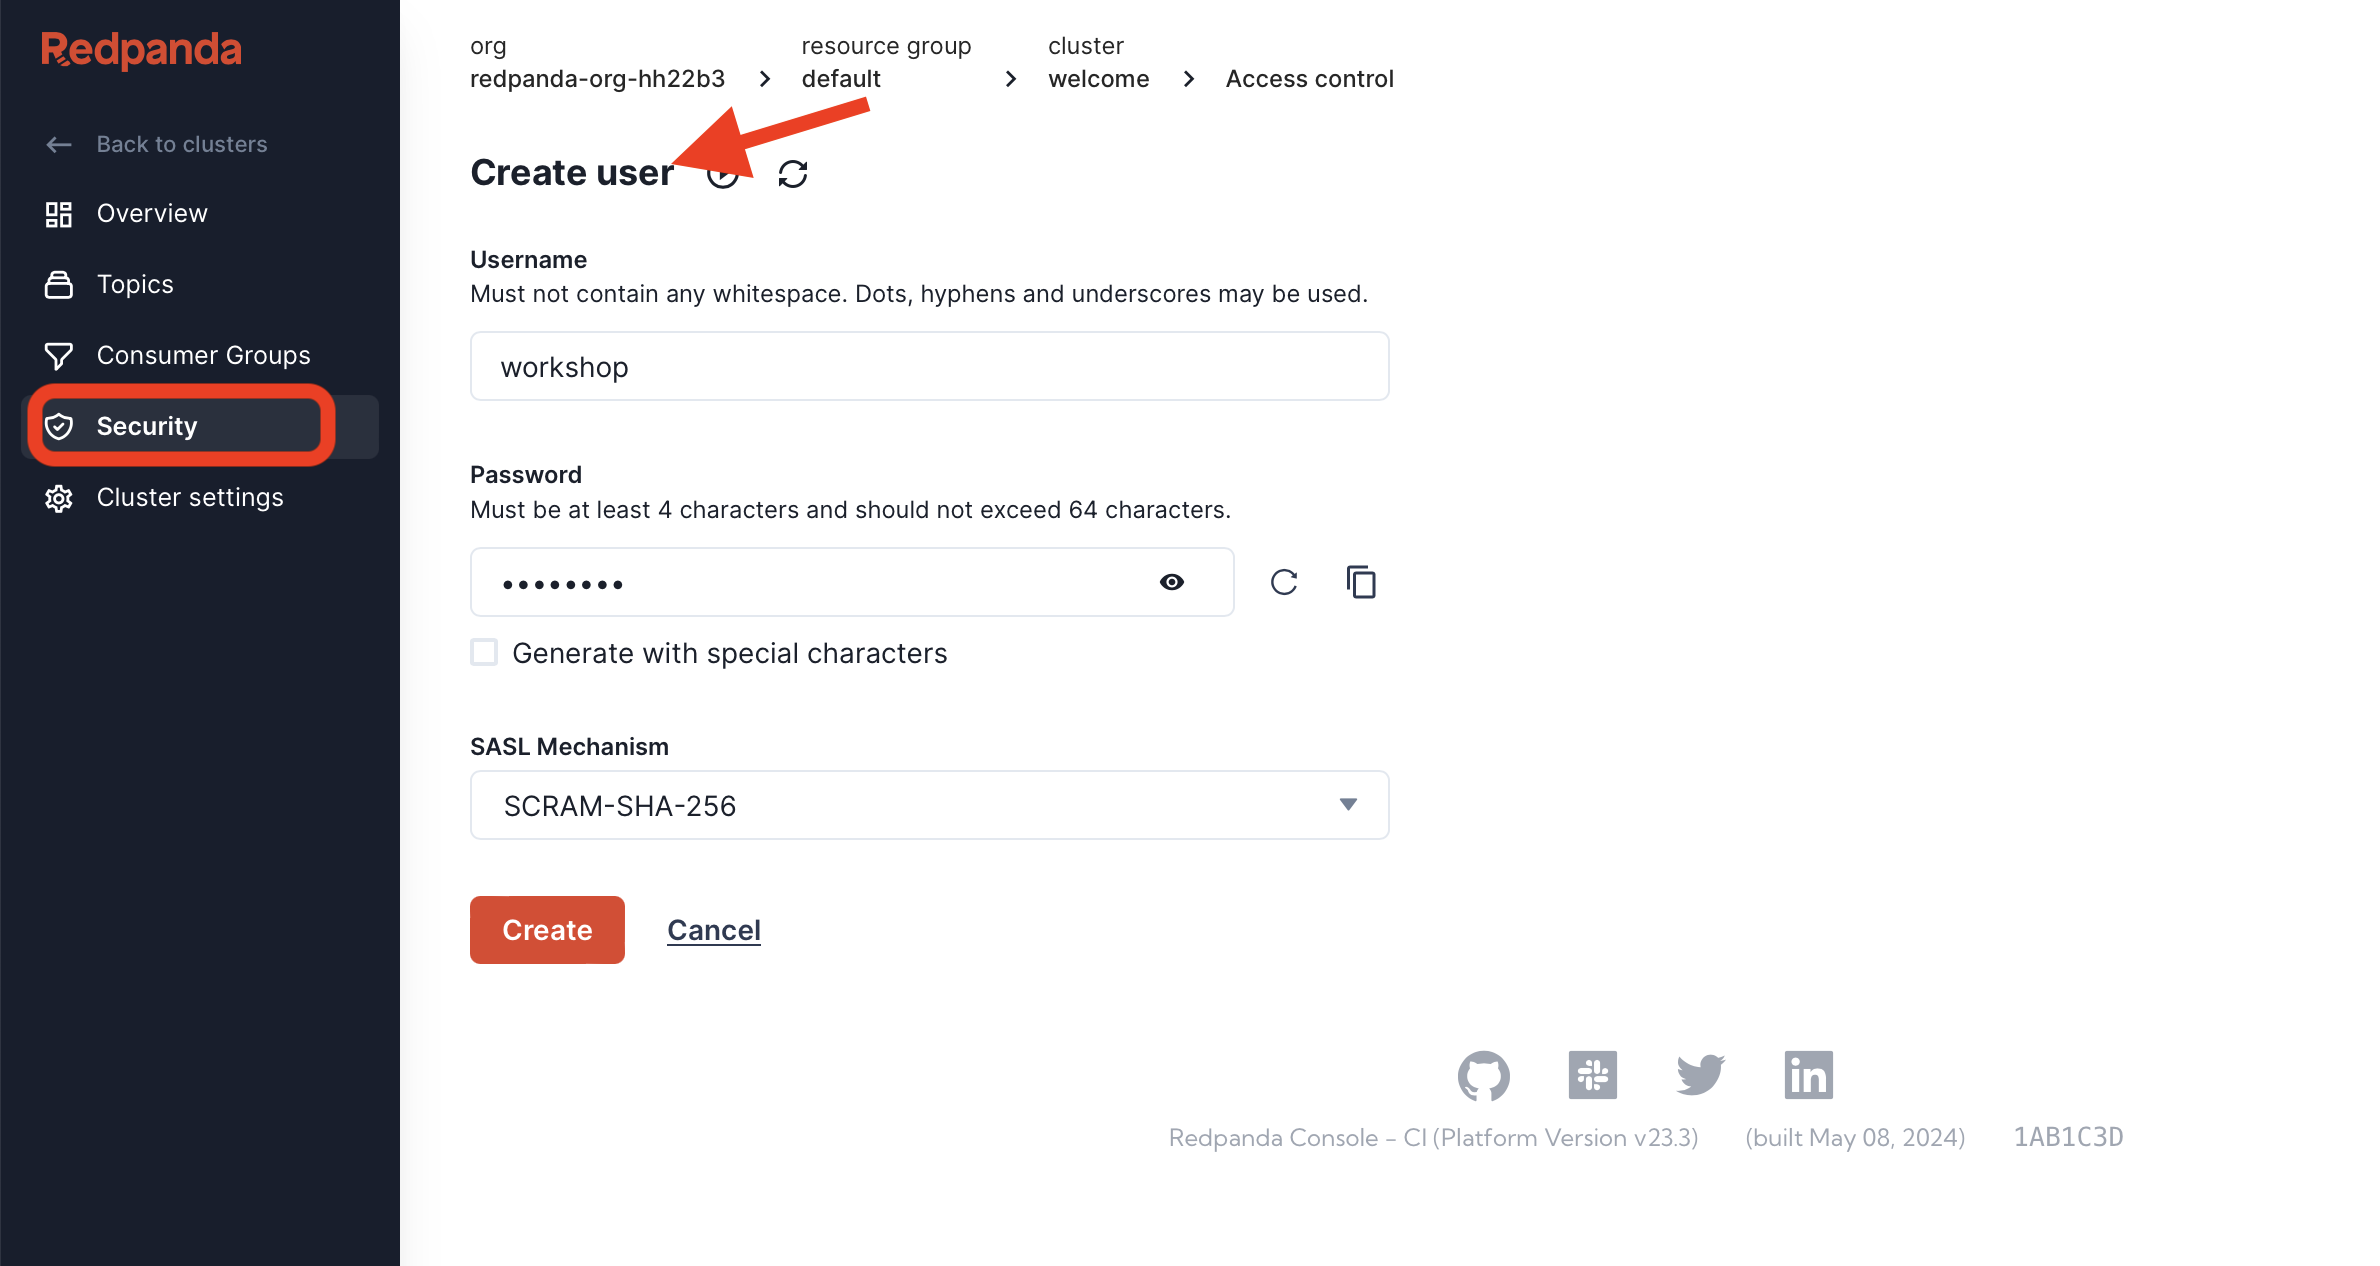 Redpanda
Back to clusters
Overview
Topics
Consumer Groups
Security
Cluster settings
org
redpanda-org-hh22b3
resource group
default
cluster
welcome
Access control
Create user
Username
Must not contain any whitespace. Dots, hyphens and underscores may be used.
workshop
Password
Must be at least 4 characters and should not exceed 64 characters.
••••••••
Generate with special characters
SASL Mechanism
SCRAM-SHA-256
Create Cancel
in
Redpanda Console - CI (Platform Version v23.3) (built May 08, 2024) 1AB1C3D